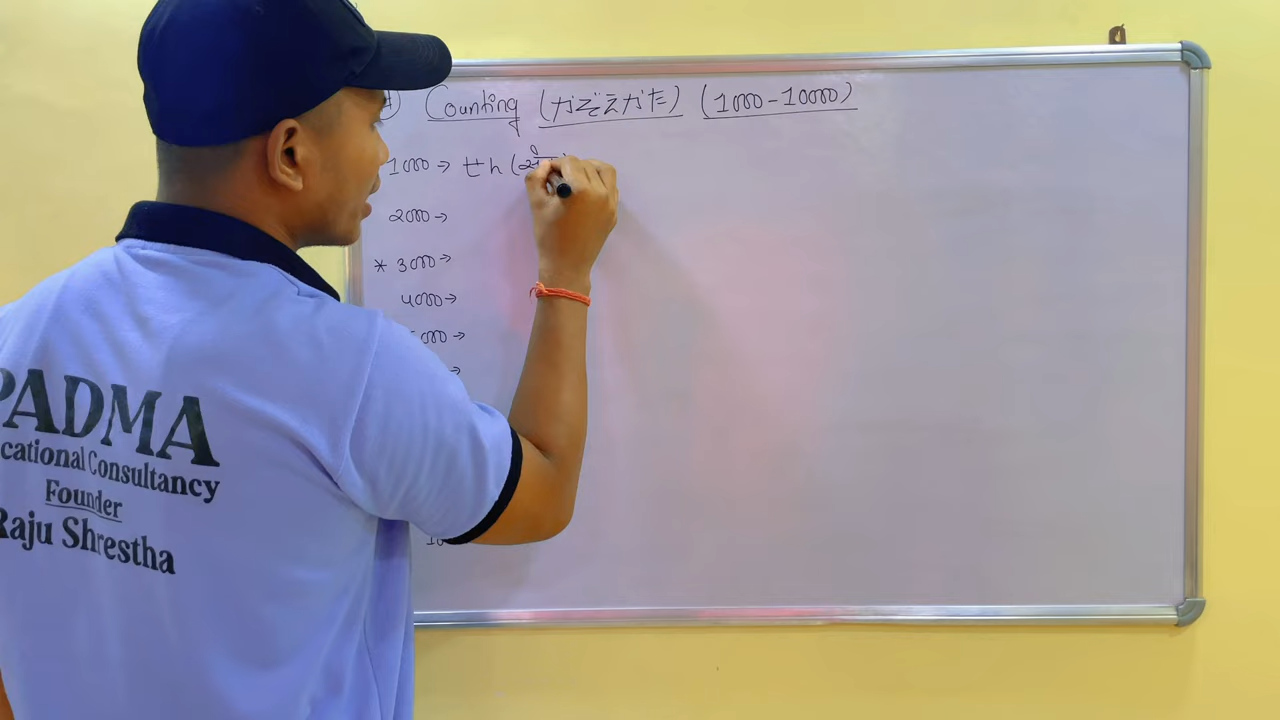 Counting (かぞえかた) (1000-10000)
1000→ せん
2000→
* 3000→
4000→
000→
PADMA
cational Consultancy
Founder
Raju Shrestha